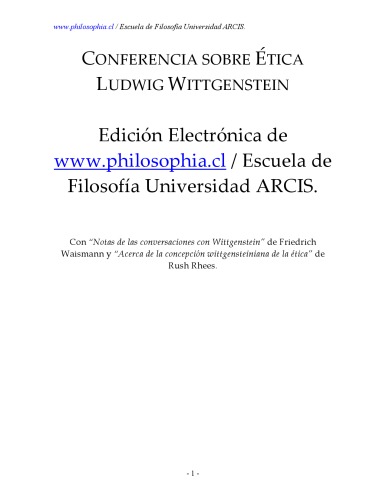 www.philosophia.cl / Escuela de Filosofía Universidad ARCIS.
CONFERENCIA SOBRE ÉTICA
LUDWIG WITTGENSTEIN
Edición Electrónica de
www.philosophia.cl / Escuela de
Filosofía Universidad ARCIS.
Con “Notas de las conversaciones con Wittgenstein” de Friedrich
Waismann y “Acerca de la concepción wittgensteiniana de la ética” de
Rush Rhees.
- 1 -